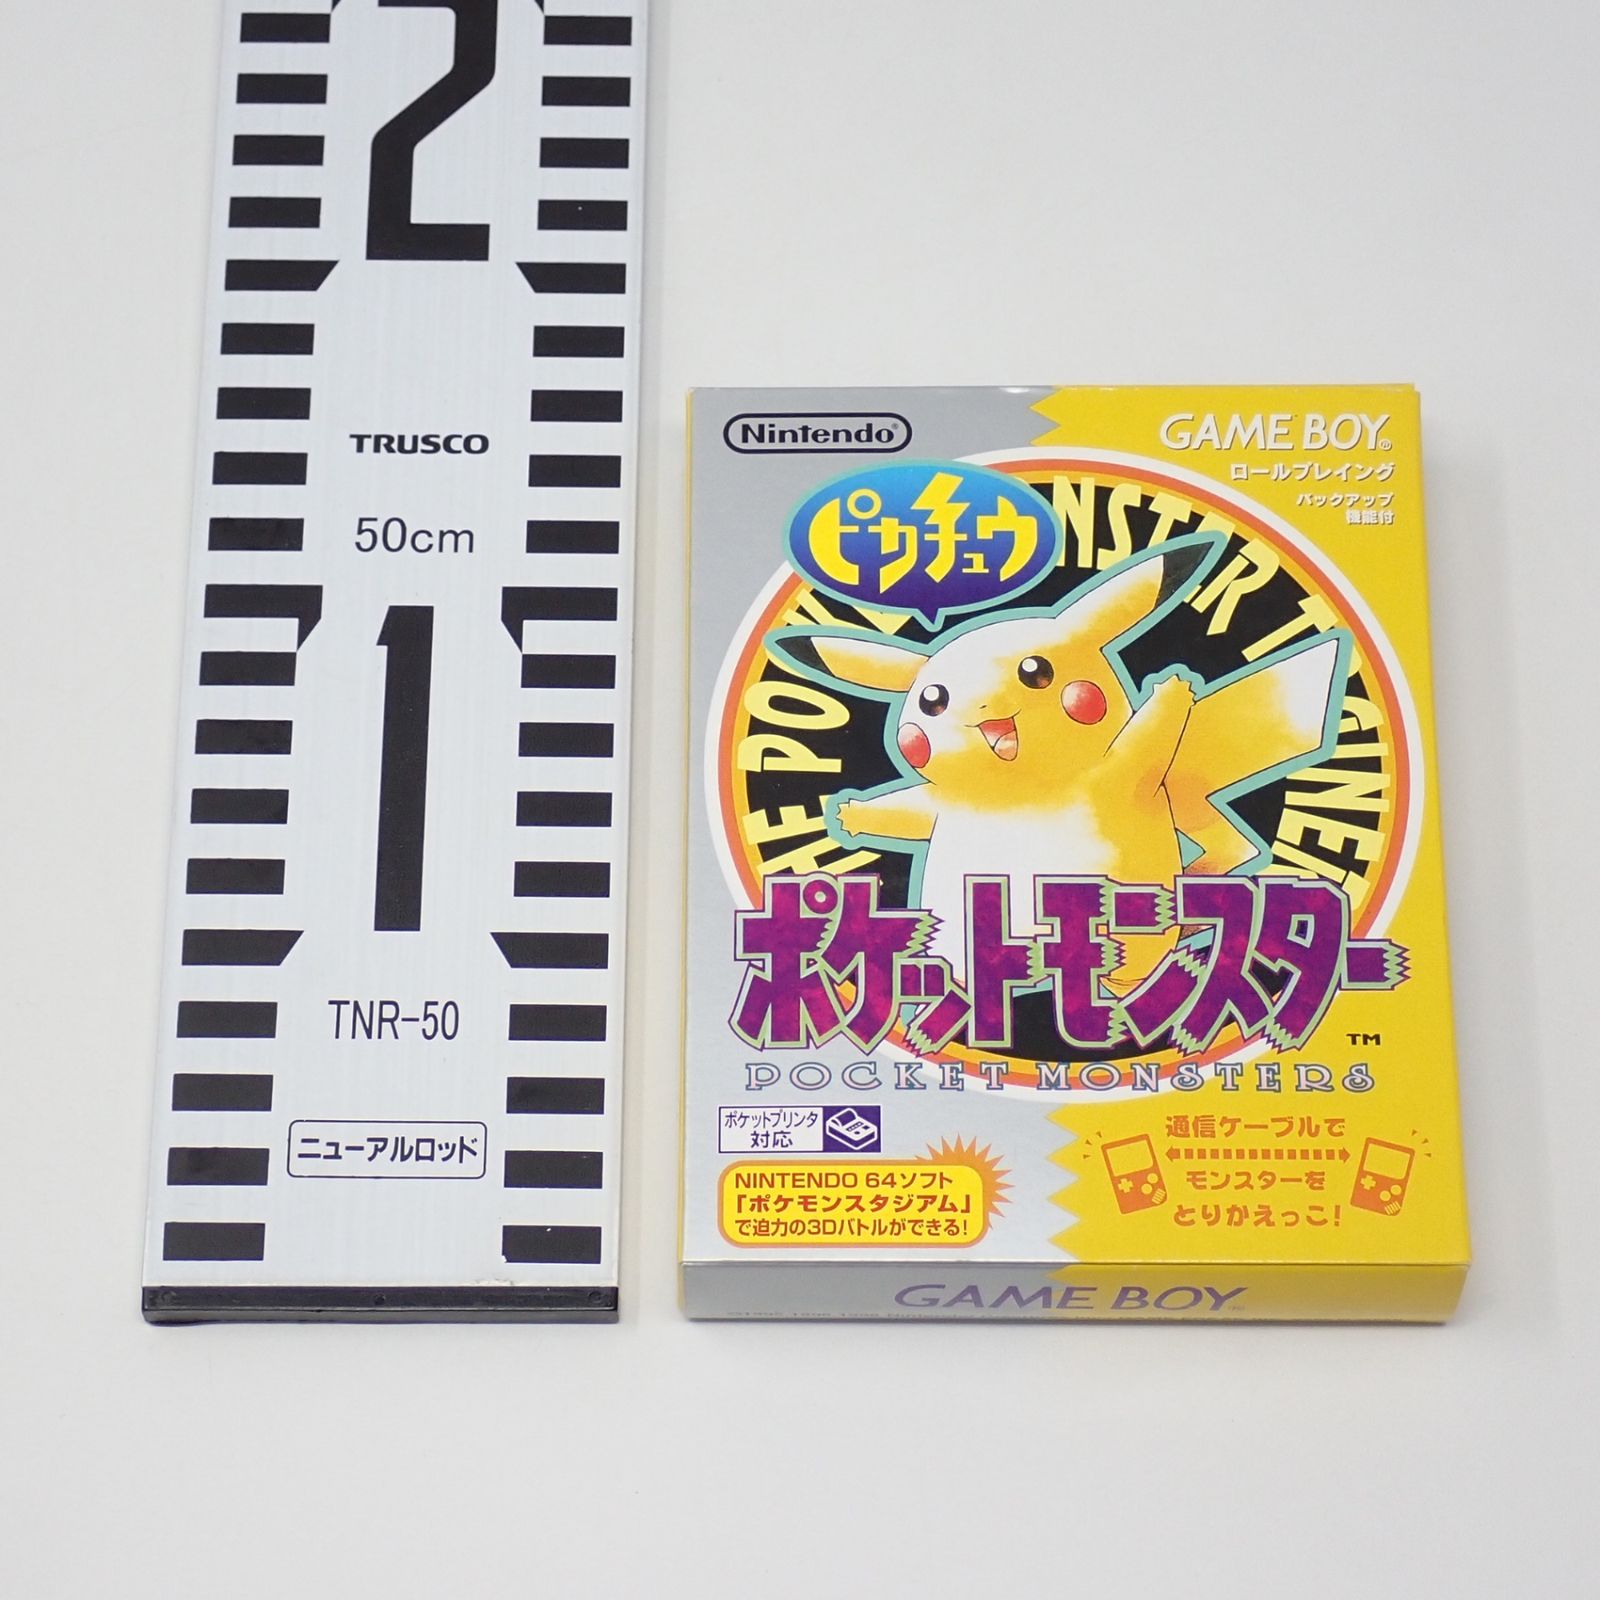 2
TRUSCO
50cm
1
TNR-50
ニューアルロッド
Nintendo®
GAME BOY®
ロールプレイング
バックアップ
機能付
ピカチュウ
ポケットモンスター
TM
POCKET MONSTERS
ポケットプリンタ
対応
NINTENDO 64ソフト
「ポケモンスタジアム」
で迫力の3Dバトルができる!
通信ケーブルで
モンスターを
とりかえっこ!
GAME BOY®